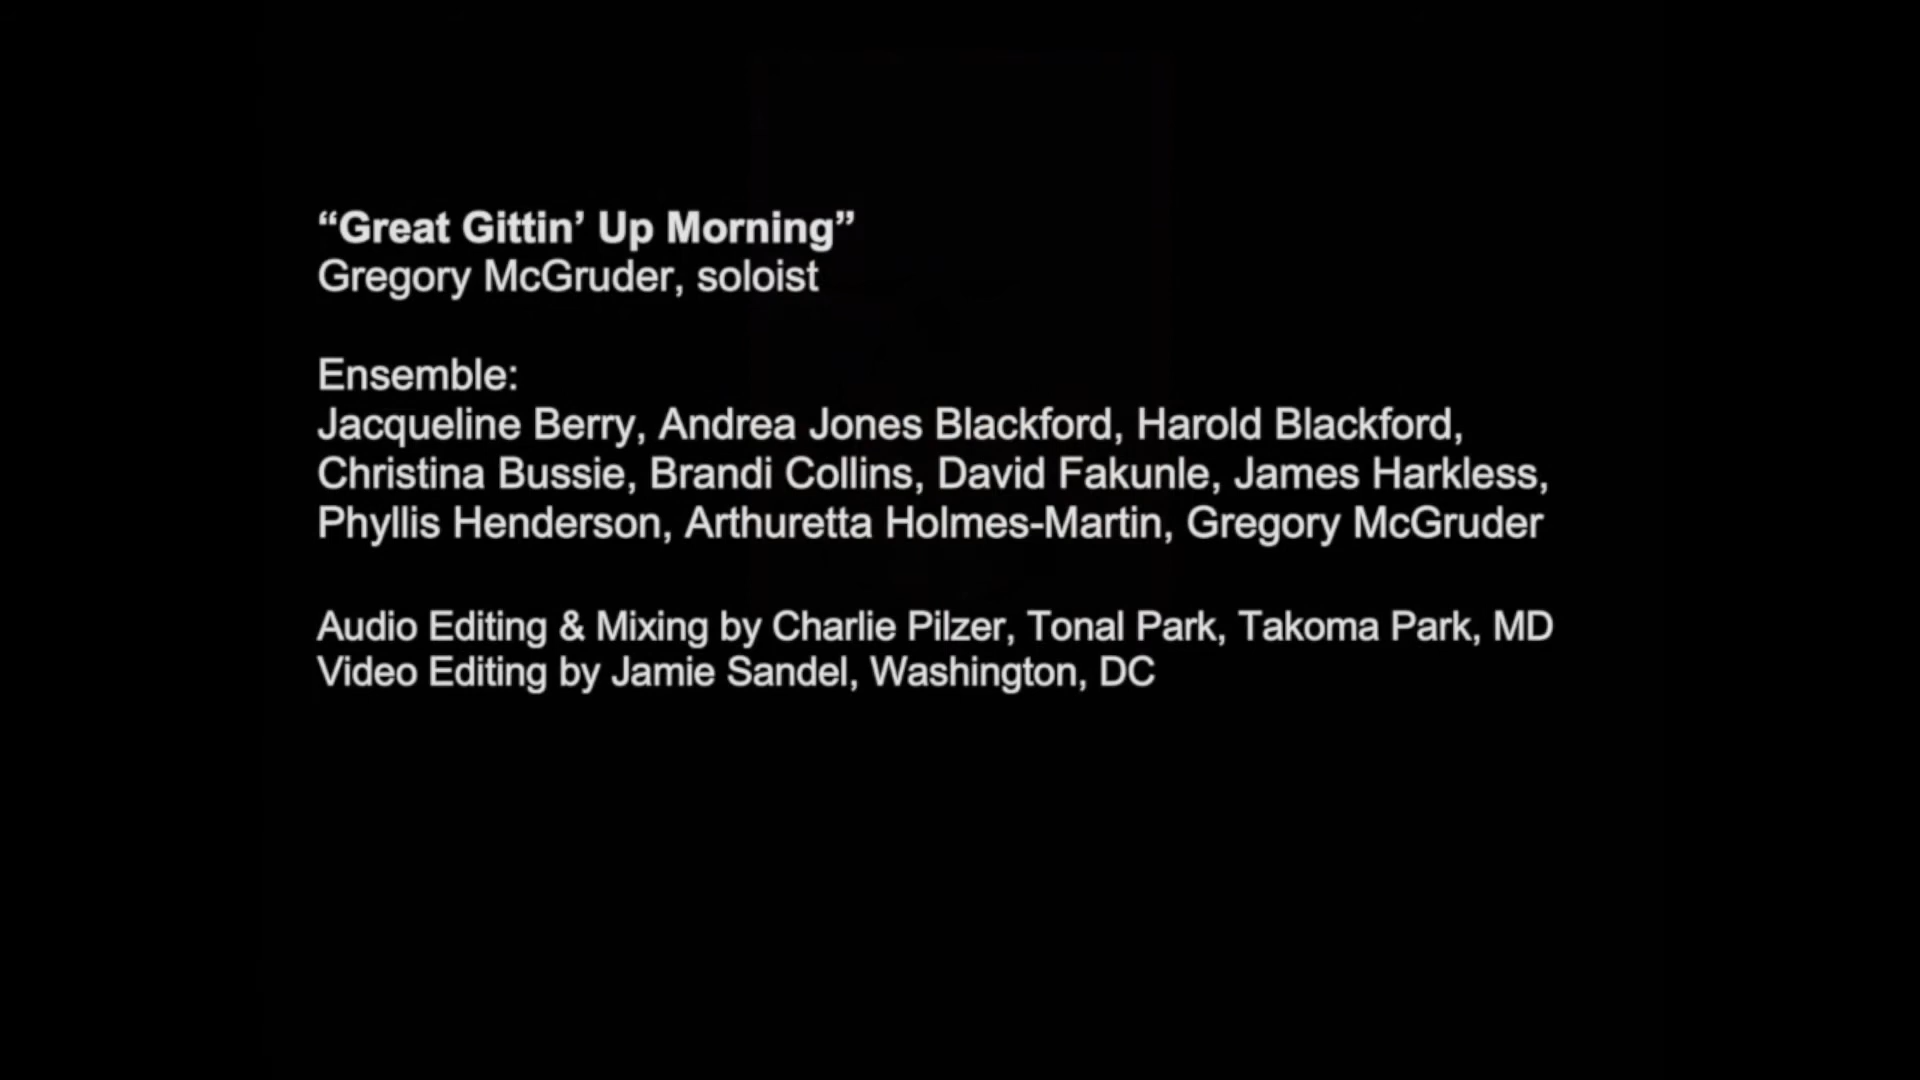 “Great Gittin’ Up Morning”
Gregory McGruder, soloist
Ensemble:
Jacqueline Berry, Andrea Jones Blackford, Harold Blackford,
Christina Bussie, Brandi Collins, David Fakunle, James Harkless,
Phyllis Henderson, Arthuretta Holmes-Martin, Gregory McGruder
Audio Editing & Mixing by Charlie Pilzer, Tonal Park, Takoma Park, MD
Video Editing by Jamie Sandel, Washington, DC